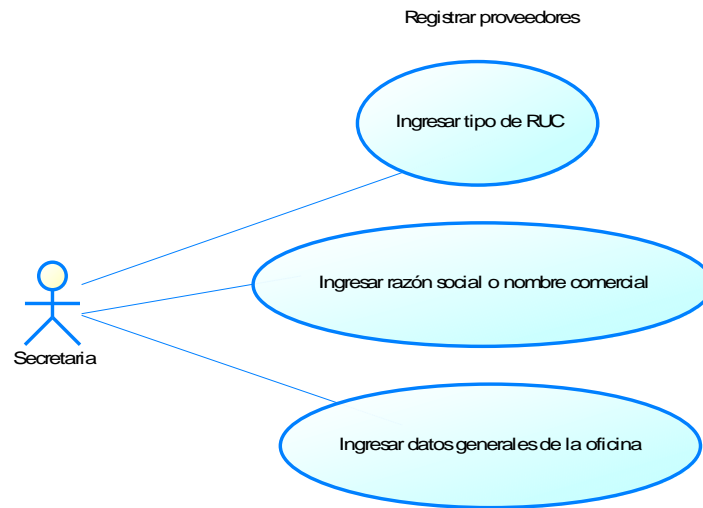 Registrar proveedores
Ingresar tipo de RUC
Ingresar razón social o nombre comercial
Secretaria
Ingresar datos generales de la oficina